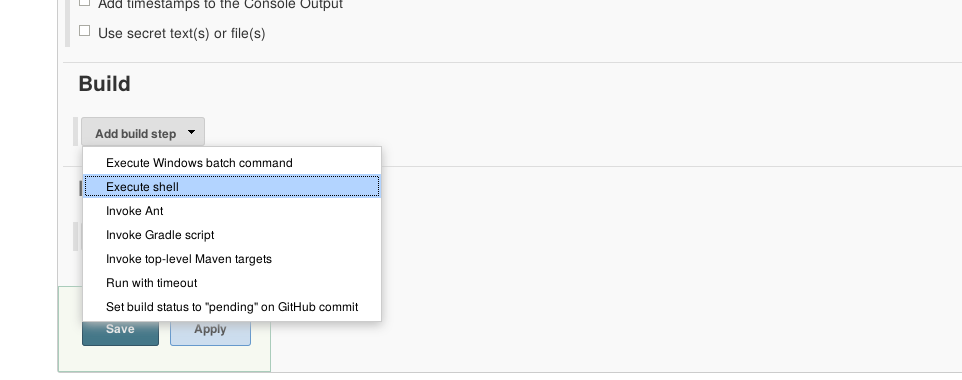 Add timestamps to the Console Output
Use secret text(s) or file(s)
Build
Add build step
Execute Windows batch command
Execute shell
Invoke Ant
Invoke Gradle script
Invoke top-level Maven targets
Run with timeout
Set build status to "pending" on GitHub commit
Save
Apply